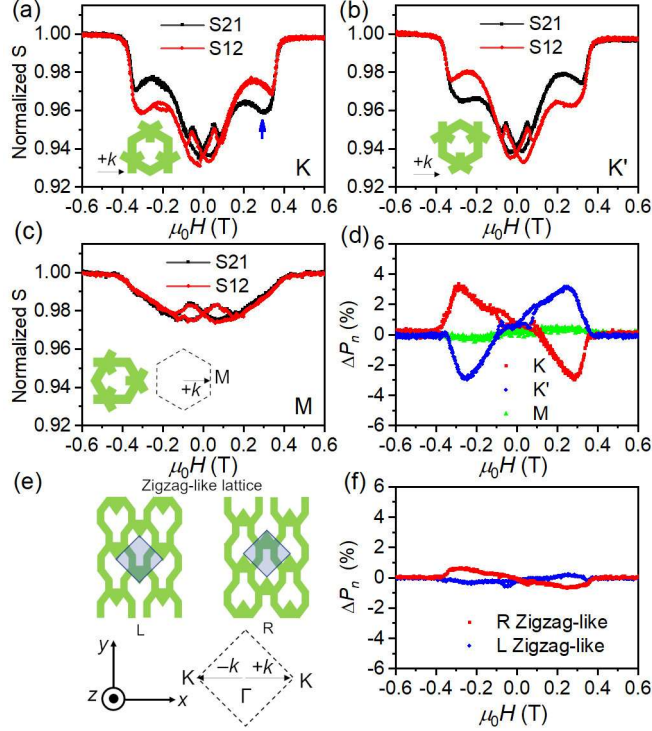 (a)
S21
S12
Normalized S
1.00
0.98
0.96
0.94
0.92
+k
K
-0.6 -0.4 -0.2 0.0 0.2 0.4 0.6
μ0H (T)
(b)
S21
S12
1.00
0.98
0.96
0.94
0.92
+k
K'
-0.6 -0.4 -0.2 0.0 0.2 0.4 0.6
μ0H (T)
(c)
S21
S12
Normalized S
1.00
0.98
0.96
0.94
0.92
M
+k
M
-0.6 -0.4 -0.2 0.0 0.2 0.4 0.6
μ0H (T)
(d)
ΔPn (%)
6
4
2
0
-2
-4
-6
K
K'
M
-0.6 -0.4 -0.2 0.0 0.2 0.4 0.6
μ0H (T)
(e)
Zigzag-like lattice
L
R
y
z
x
K
−k
+k
K
Γ
(f)
ΔPn (%)
6
4
2
0
-2
-4
-6
R Zigzag-like
L Zigzag-like
-0.6 -0.4 -0.2 0.0 0.2 0.4 0.6
μ0H (T)